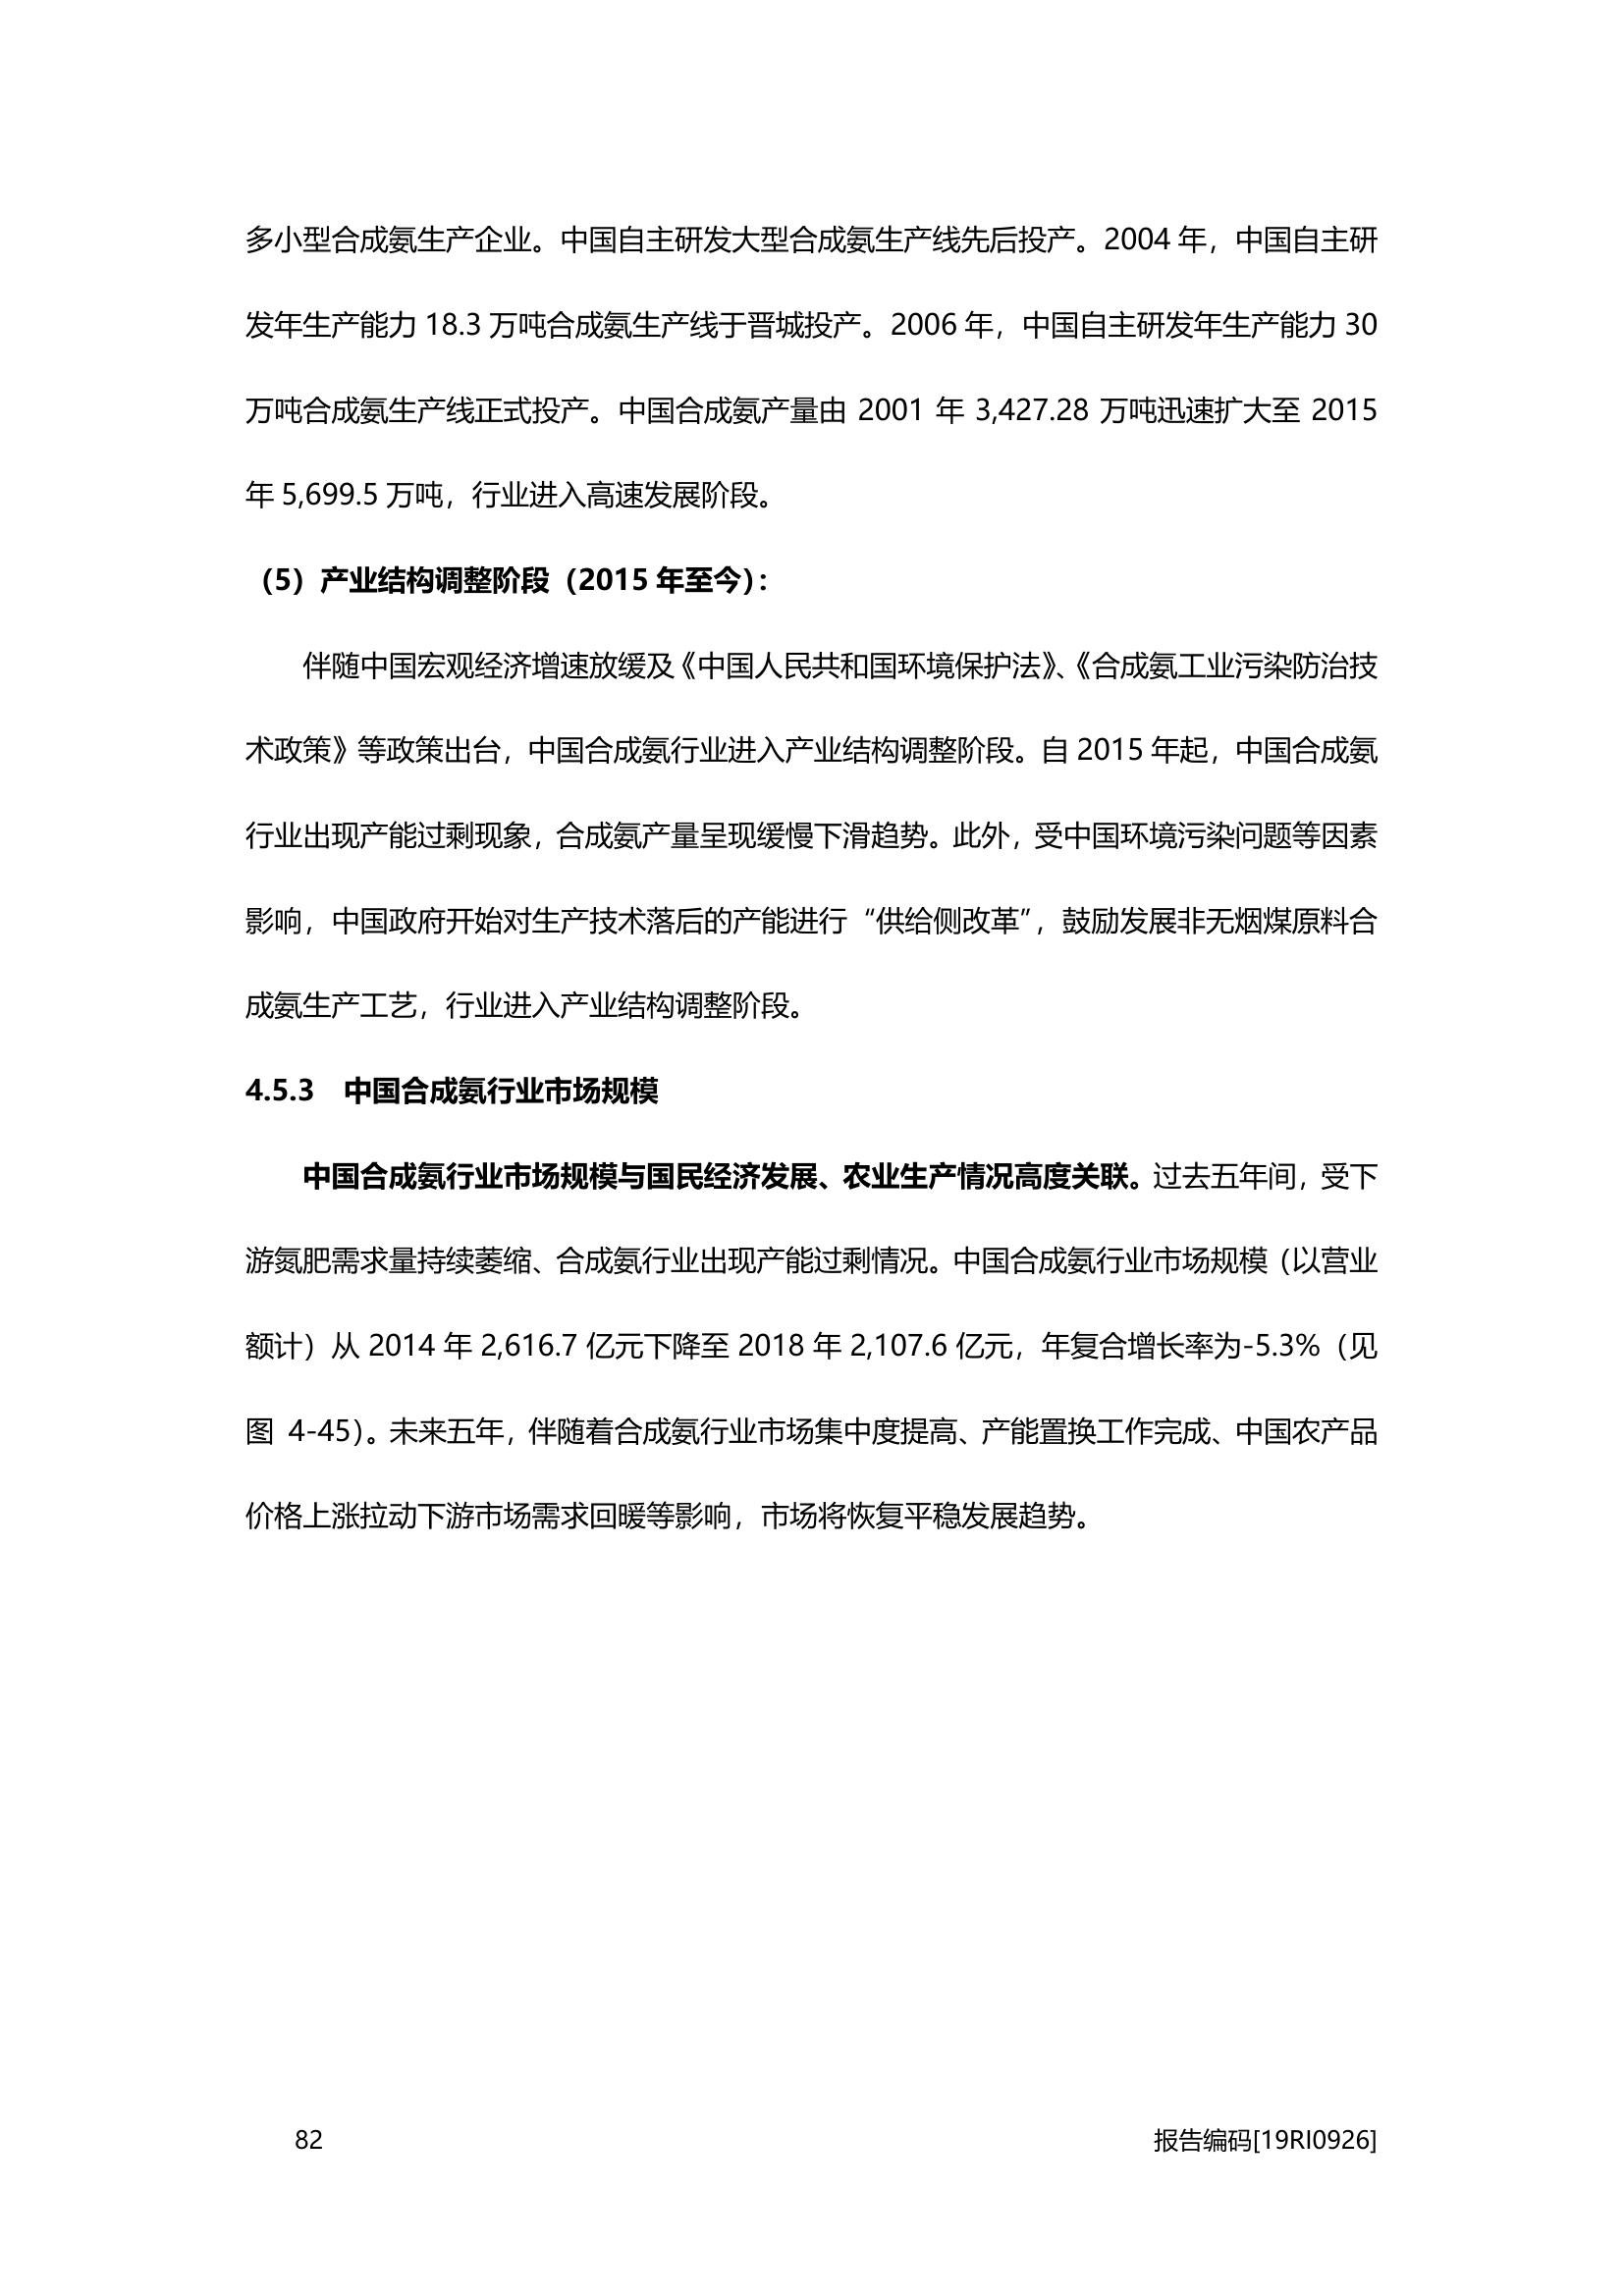 多小型合成氨生产企业。中国自主研发大型合成氨生产线先后投产。2004 年，中国自主研
发年生产能力 18.3 万吨合成氨生产线于晋城投产。2006 年，中国自主研发年生产能力 30
万吨合成氨生产线正式投产。中国合成氨产量由 2001 年 3,427.28 万吨迅速扩大至 2015
年 5,699.5 万吨，行业进入高速发展阶段。
（5）产业结构调整阶段（2015 年至今）：
伴随中国宏观经济增速放缓及《中国人民共和国环境保护法》、《合成氨工业污染防治技
术政策》等政策出台，中国合成氨行业进入产业结构调整阶段。自 2015 年起，中国合成氨
行业出现产能过剩现象，合成氨产量呈现缓慢下滑趋势。此外，受中国环境污染问题等因素
影响，中国政府开始对生产技术落后的产能进行“供给侧改革”，鼓励发展非无烟煤原料合
成氨生产工艺，行业进入产业结构调整阶段。
4.5.3 中国合成氨行业市场规模
中国合成氨行业市场规模与国民经济发展、农业生产情况高度关联。过去五年间，受下
游氮肥需求量持续萎缩、合成氨行业出现产能过剩情况。中国合成氨行业市场规模（以营业
额计）从 2014 年 2,616.7 亿元下降至 2018 年 2,107.6 亿元，年复合增长率为-5.3%（见
图 4-45）。未来五年，伴随着合成氨行业市场集中度提高、产能置换工作完成、中国农产品
价格上涨拉动下游市场需求回暖等影响，市场将恢复平稳发展趋势。
82 报告编码[19RI0926]